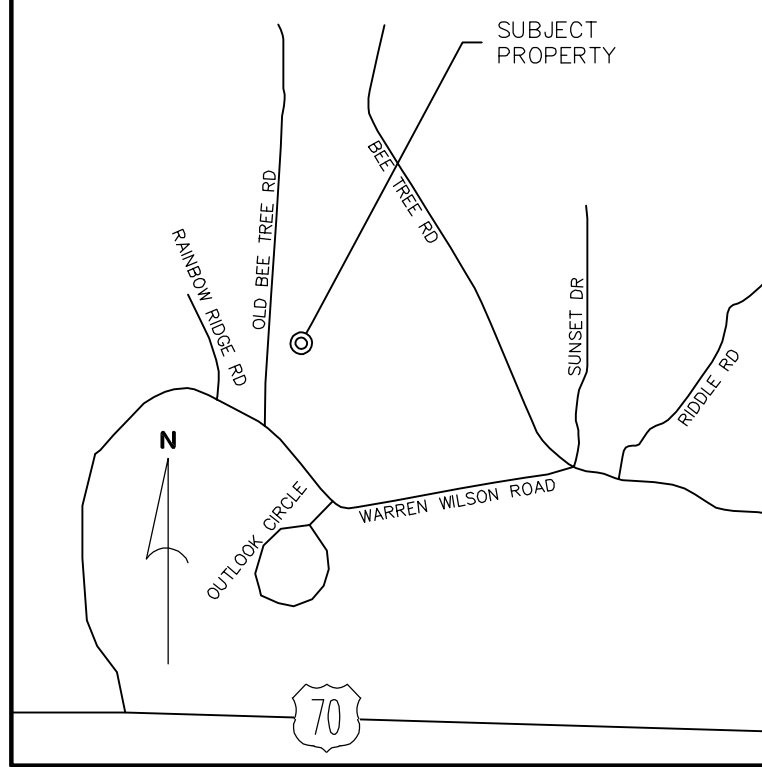 SUBJECT
PROPERTY
BEE TREE RD
OLD BEE TREE RD
RAINBOW RIDGE RD
SUNSET DR
RIDDLE RD
N
WARREN WILSON ROAD
OUTLOOK CIRCLE
70